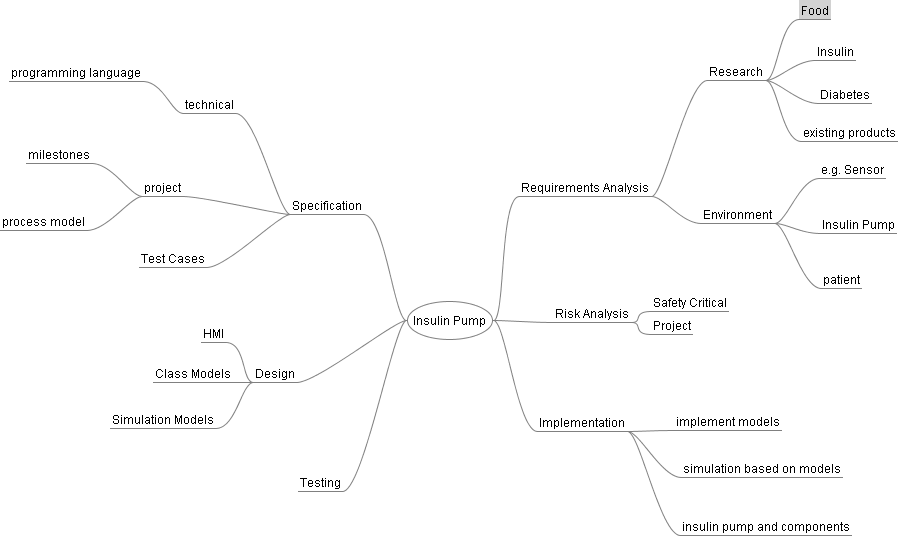 Food
Insulin
programming language
Research
Diabetes
technical
existing products
milestones
e.g. Sensor
project
Requirements Analysis
Specification
Environment
process model
Insulin Pump
Test Cases
patient
Safety Critical
Risk Analysis
Insulin Pump
Project
HMI
Class Models
Design
Simulation Models
Implementation
implement models
simulation based on models
Testing
insulin pump and components